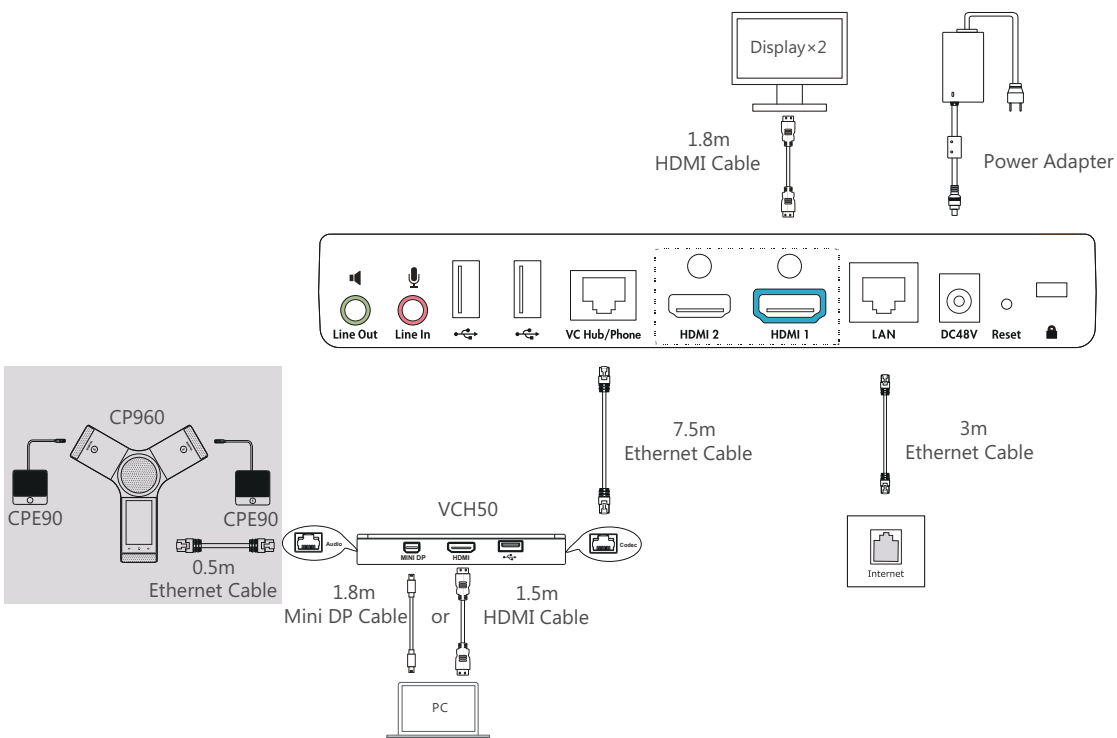 Display×2
1.8m
HDMI Cable
Power Adapter
Line Out
Line In
VC Hub/Phone
HDMI 2
HDMI 1
LAN
DC48V
Reset
CP960
CPE90
CPE90
0.5m
Ethernet Cable
7.5m
Ethernet Cable
3m
Ethernet Cable
VCH50
Audio
MINI DP
HDMI
Codec
1.8m
Mini DP Cable
or
1.5m
HDMI Cable
Internet
PC